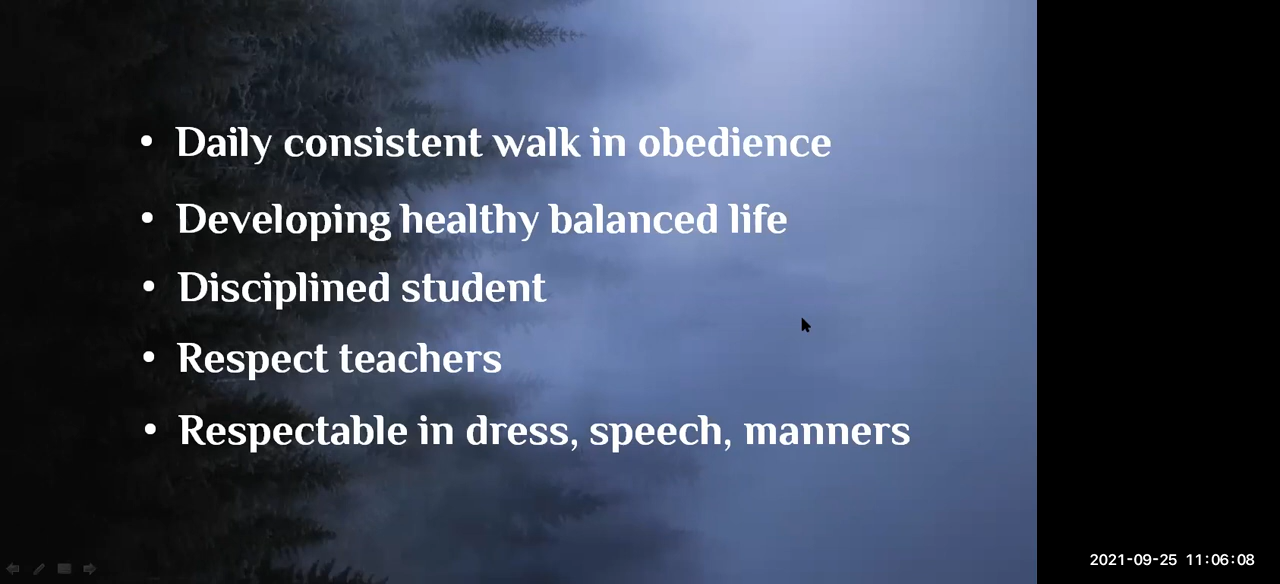 • Daily consistent walk in obedience
• Developing healthy balanced life
• Disciplined student
• Respect teachers
• Respectable in dress, speech, manners
2021-09-25 11:06:08